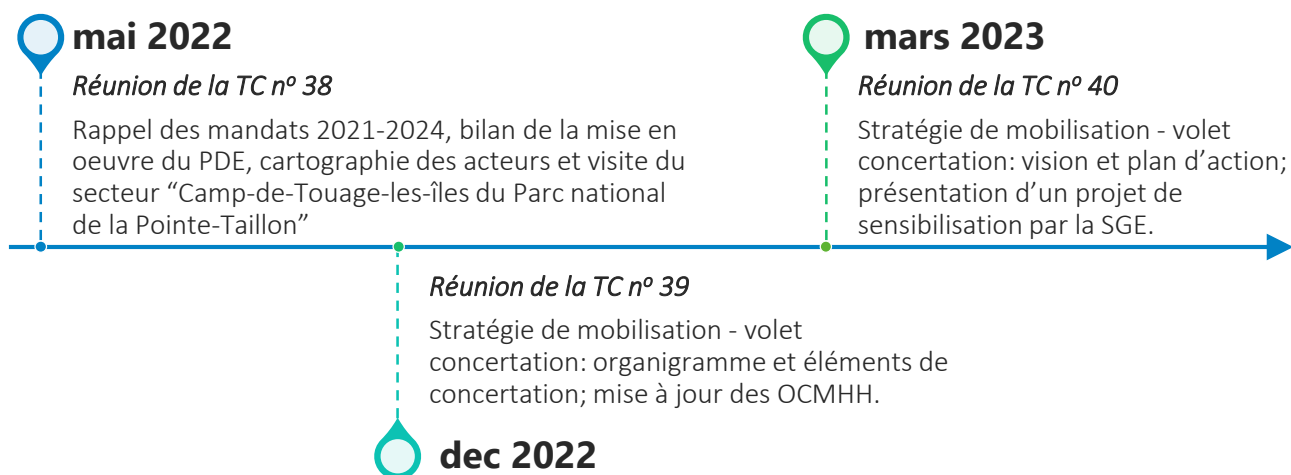 mai 2022
Réunion de la TC nº 38
Rappel des mandats 2021-2024, bilan de la mise en
oeuvre du PDE, cartographie des acteurs et visite du
secteur “Camp-de-Touage-les-îles du Parc national
de la Pointe-Taillon”
mars 2023
Réunion de la TC nº 40
Stratégie de mobilisation - volet
concertation: vision et plan d’action;
présentation d’un projet de
sensibilisation par la SGE.
Réunion de la TC nº 39
Stratégie de mobilisation - volet
concertation: organigramme et éléments de
concertation; mise à jour des OCMHH.
dec 2022